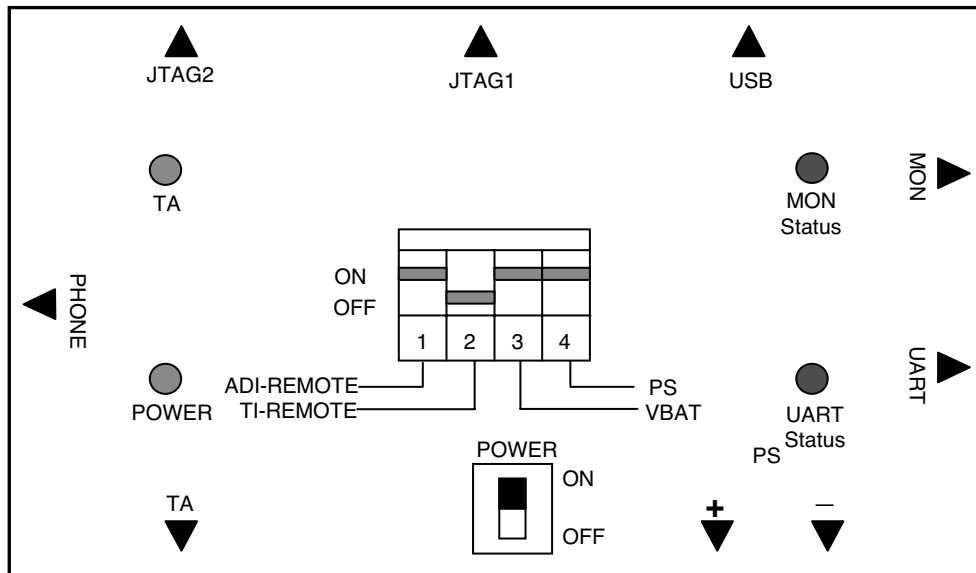 JTAG2
JTAG1
USB
TA
MON
Status
MON
ON
OFF
PHONE
1 2 3 4
ADI-REMOTE
TI-REMOTE
PS
VBAT
POWER
UART
Status
UART
PS
POWER
ON
OFF
TA
+
–